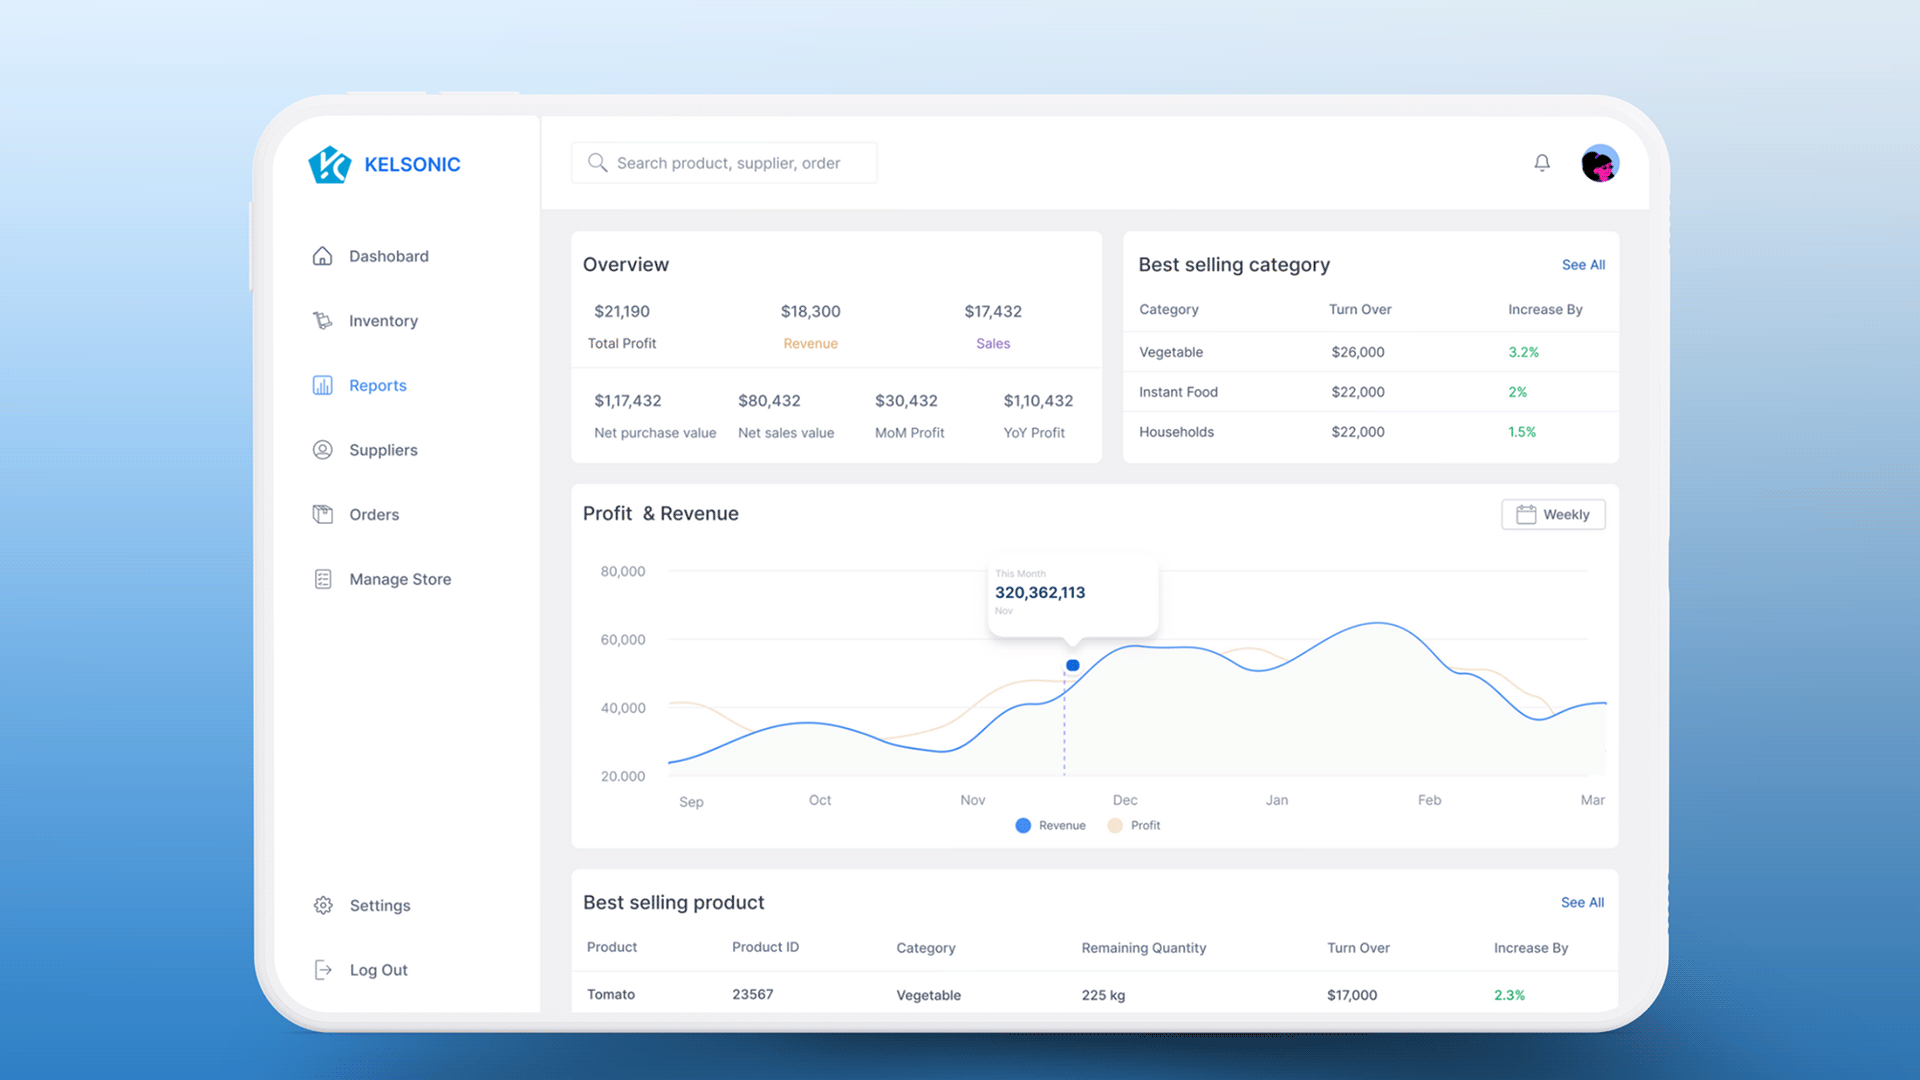 KELSONIC
Search product, supplier, order
Dashobard
Inventory
Reports
Suppliers
Orders
Manage Store
Settings
Log Out
Overview
$21,190 $18,300 $17,432
Total Profit Revenue Sales
$1,17,432 $80,432 $30,432 $1,10,432
Net purchase value Net sales value MoM Profit YoY Profit
Best selling category See All
Category Turn Over Increase By
Vegetable $26,000 3.2%
Instant Food $22,000 2%
Households $22,000 1.5%
Profit & Revenue Weekly
80,000
60,000
40,000
20.000
This Month
320,362,113
Nov
Sep Oct Nov Dec Jan Feb Mar
Revenue Profit
Best selling product See All
Product Product ID Category Remaining Quantity Turn Over Increase By
Tomato 23567 Vegetable 225 kg $17,000 2.3%